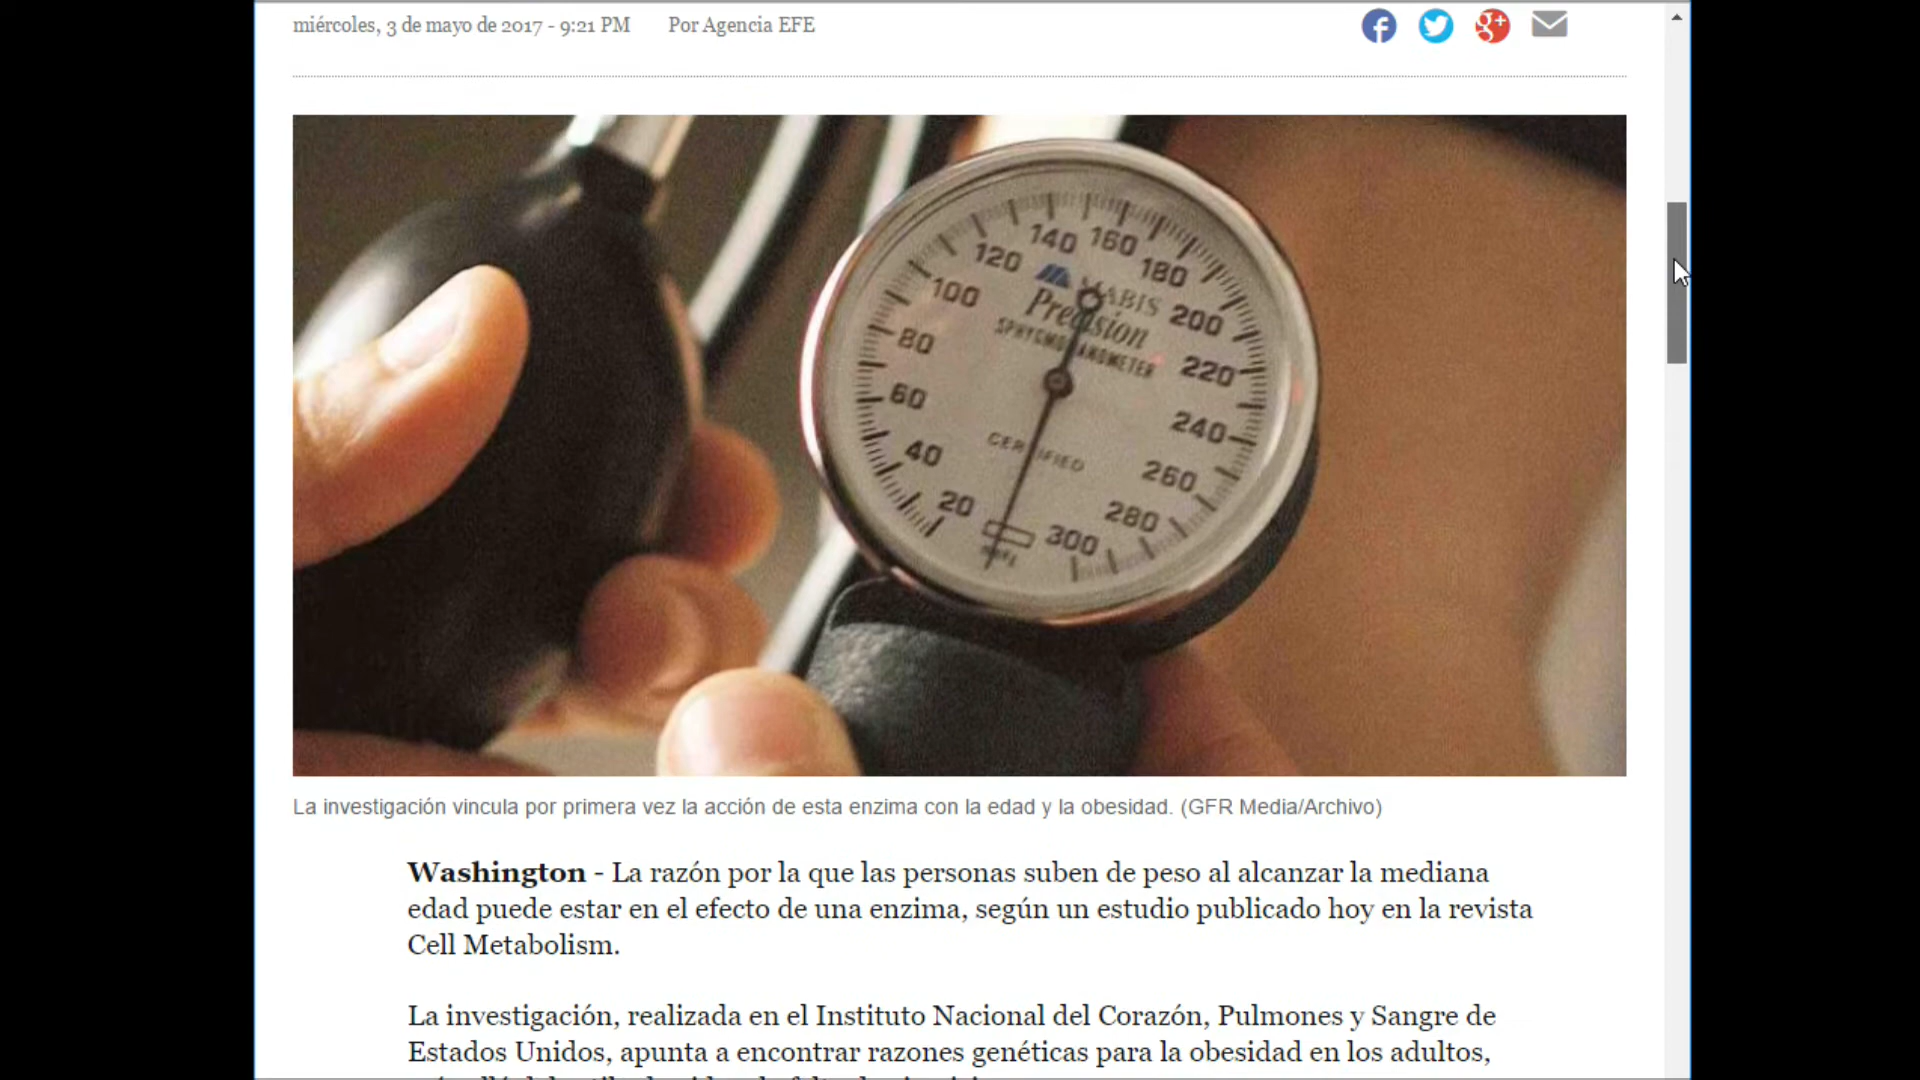 miércoles, 3 de mayo de 2017 - 9:21 PM Por Agencia EFE
140 160
120 180
MABIS
100 Precision 200
SPHYGMOMANOMETER
80 220
60 240
CERTIFIED
40 260
20 280
300
La investigación vincula por primera vez la acción de esta enzima con la edad y la obesidad. (GFR Media/Archivo)
Washington - La razón por la que las personas suben de peso al alcanzar la mediana
edad puede estar en el efecto de una enzima, según un estudio publicado hoy en la revista
Cell Metabolism.
La investigación, realizada en el Instituto Nacional del Corazón, Pulmones y Sangre de
Estados Unidos, apunta a encontrar razones genéticas para la obesidad en los adultos,